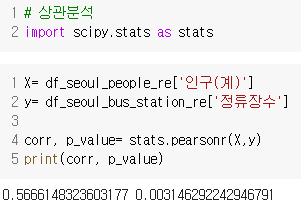 1 # 상관분석
2 import scipy.stats as stats
1 X= df_seoul_people_re['인구(계)']
2 y= df_seoul_bus_station_re['정류장수']
3
4 corr, p_value= stats.pearsonr(X,y)
5 print(corr, p_value)
0.5666148323603177 0.003146292242946791